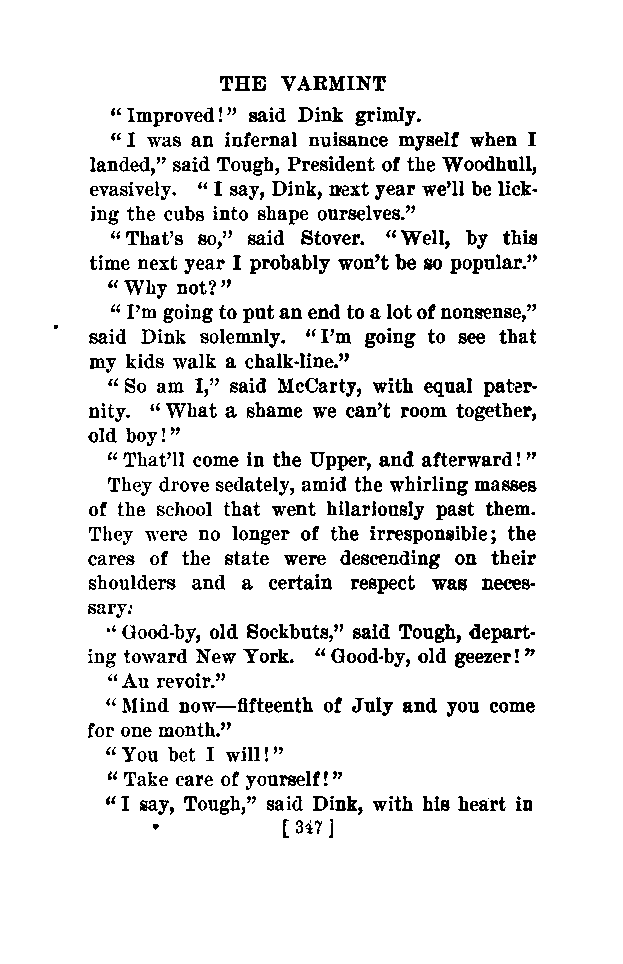 THE VARMINT
"Improved!" said Dink grimly.
"I was an infernal nuisance myself when I
landed," said Tough, President of the Woodhull,
evasively. "I say, Dink, next year we'll be lick-
ing the cubs into shape ourselves."
"That's so," said Stover. "Well, by this
time next year I probably won't be so popular."
"Why not?"
"I'm going to put an end to a lot of nonsense,"
said Dink solemnly. "I'm going to see that
my kids walk a chalk-line."
"So am I," said McCarty, with equal pater-
nity. "What a shame we can't room together,
old boy!"
"That'll come in the Upper, and afterward!"
They drove sedately, amid the whirling masses
of the school that went hilariously past them.
They were no longer of the irresponsible; the
cares of the state were descending on their
shoulders and a certain respect was neces-
sary:
"Good-by, old Sockbuts," said Tough, depart-
ing toward New York. "Good-by, old geezer!"
"Au revoir."
"Mind now—fifteenth of July and you come
for one month."
"You bet I will!"
"Take care of yourself!"
"I say, Tough," said Dink, with his heart in
[ 347 ]